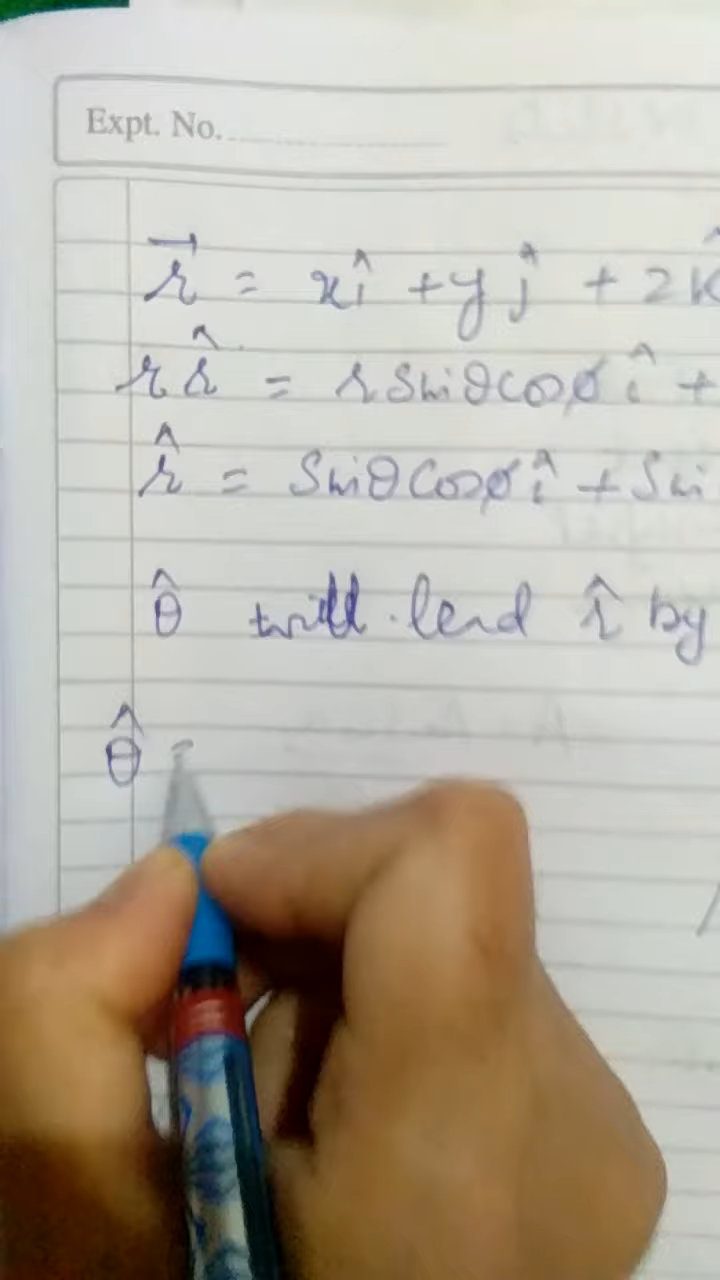 Expt. No.
r⃗ = xî + yĵ + zk̂
r r̂ = r sinθ cosϕ î +
r̂ = Sinθ Cosϕ î + Sin
θ̂ will lead r̂ by
θ̂ =